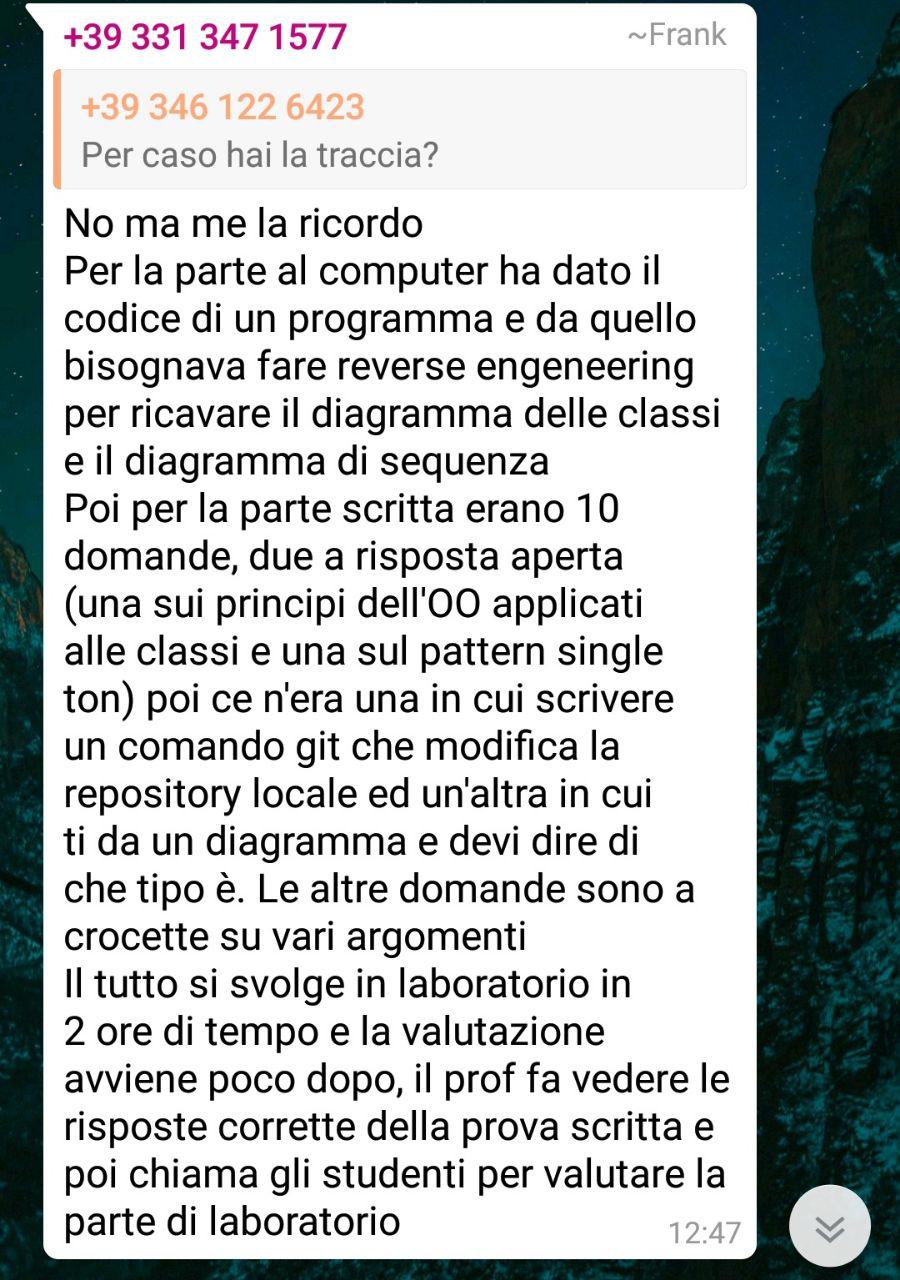 +39 331 347 1577 ~Frank
+39 346 122 6423
Per caso hai la traccia?
No ma me la ricordo
Per la parte al computer ha dato il
codice di un programma e da quello
bisognava fare reverse engeneering
per ricavare il diagramma delle classi
e il diagramma di sequenza
Poi per la parte scritta erano 10
domande, due a risposta aperta
(una sui principi dell'OO applicati
alle classi e una sul pattern single
ton) poi ce n'era una in cui scrivere
un comando git che modifica la
repository locale ed un'altra in cui
ti da un diagramma e devi dire di
che tipo è. Le altre domande sono a
crocette su vari argomenti
Il tutto si svolge in laboratorio in
2 ore di tempo e la valutazione
avviene poco dopo, il prof fa vedere le
risposte corrette della prova scritta e
poi chiama gli studenti per valutare la
parte di laboratorio
12:47